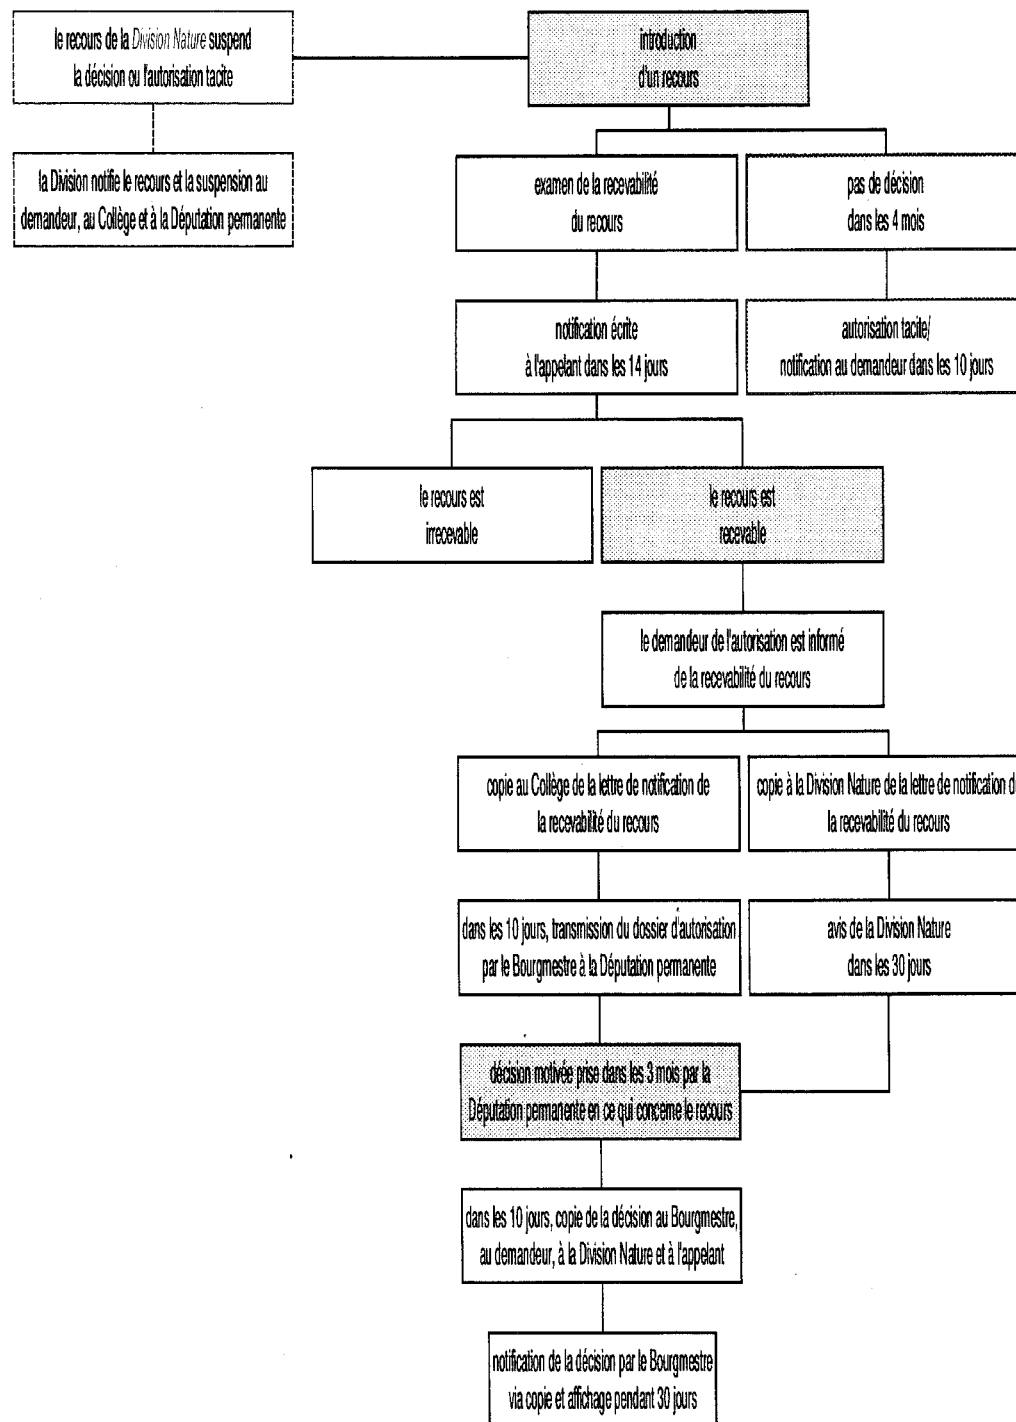 le recours de la Division Nature suspend
la décision ou l'autorisation tacite
introduction
d'un recours
la Division notifie le recours et la suspension au
demandeur, au Collège et à la Députation permanente
examen de la recevabilité
du recours
pas de décision
dans les 4 mois
notification écrite
à l'appelant dans les 14 jours
autorisation tacite/
notification au demandeur dans les 10 jours
le recours est
irrecevable
le recours est
recevable
le demandeur de l'autorisation est informé
de la recevabilité du recours
copie au Collège de la lettre de notification de
la recevabilité du recours
copie à la Division Nature de la lettre de notification d
la recevabilité du recours
dans les 10 jours, transmission du dossier d'autorisation
par le Bourgmestre à la Députation permanente
avis de la Division Nature
dans les 30 jours
décision motivée prise dans les 3 mois par la
Députation permanente en ce qui concerne le recours
dans les 10 jours, copie de la décision au Bourgmestre,
au demandeur, à la Division Nature et à l'appelant
notification de la décision par le Bourgmestre
via copie et affichage pendant 30 jours